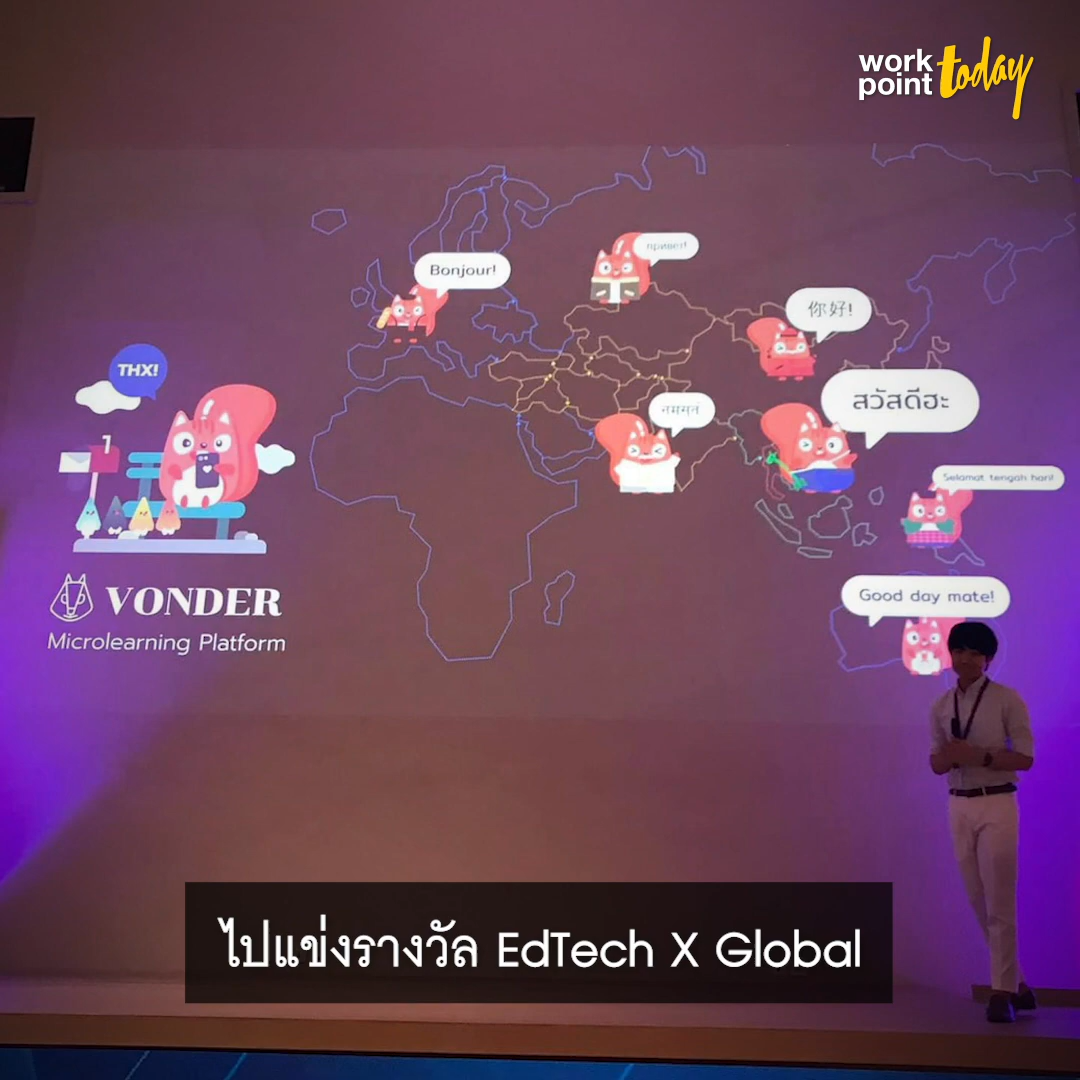 work
point today
Bonjour!
привет!
你好!
THX!
สวัสดีฮะ
Selamat tengah hari!
Good day mate!
VONDER
Microlearning Platform
ไปแข่งรางวัล EdTech X Global